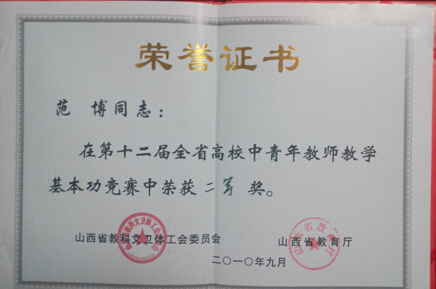 荣誉证书
范 博同志：
在第十二届全省高校中青年教师教学
基本功竞赛中荣获二等奖。
山西省教科文卫体工会委员会 山西省教育厅
二〇一〇年九月